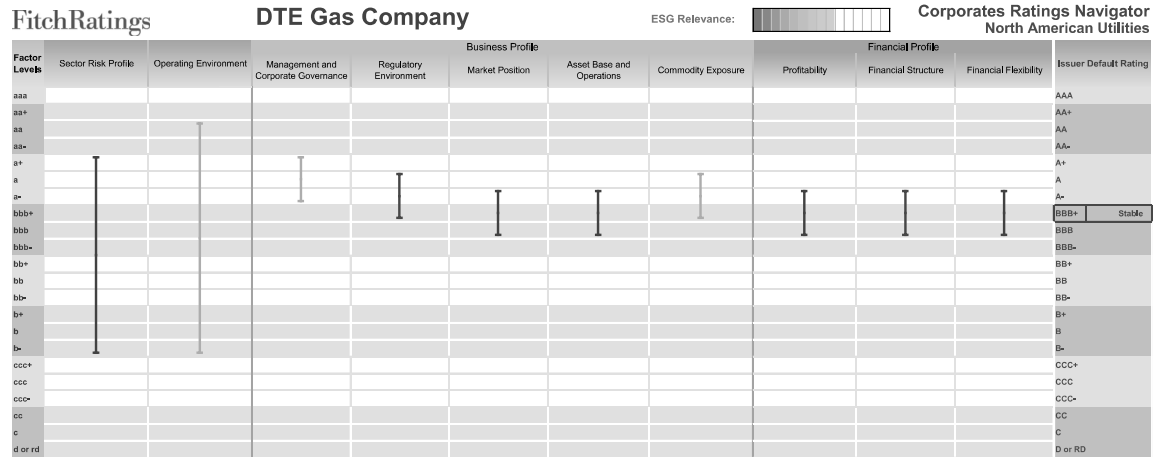 FitchRatings
DTE Gas Company
ESG Relevance:
Corporates Ratings Navigator
North American Utilities
Factor Levels
Sector Risk Profile
Operating Environment
Business Profile
Management and Corporate Governance
Regulatory Environment
Market Position
Asset Base and Operations
Commodity Exposure
Financial Profile
Profitability
Financial Structure
Financial Flexibility
Issuer Default Rating
aaa AAA
aa+ AA+
aa AA
aa- AA-
a+ A+
a A
a- A-
bbb+ BBB+ Stable
bbb BBB
bbb- BBB-
bb+ BB+
bb BB
bb- BB-
b+ B+
b B
b- B-
ccc+ CCC+
ccc CCC
ccc- CCC-
cc CC
c C
d or rd D or RD